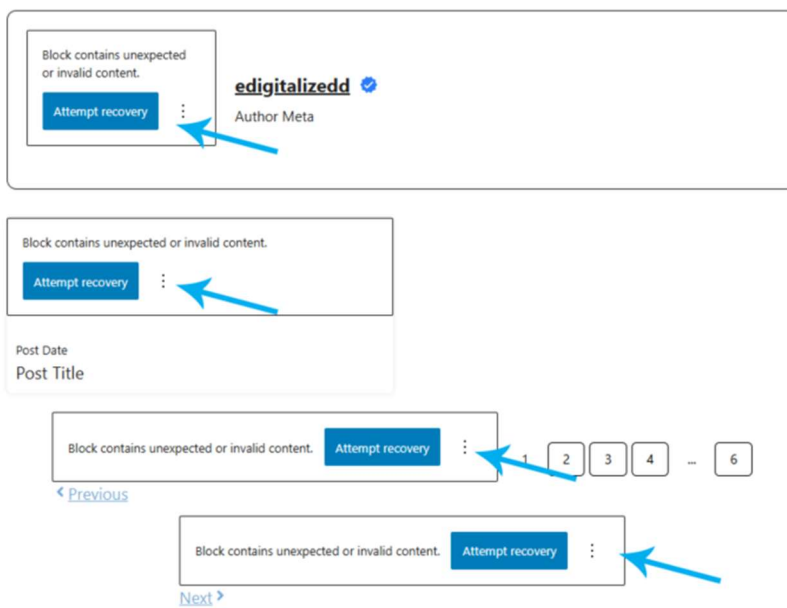 Block contains unexpected
or invalid content.
Attempt recovery
edigitalizedd
Author Meta
Block contains unexpected or invalid content.
Attempt recovery
Post Date
Post Title
Block contains unexpected or invalid content. Attempt recovery 1 2 3 4 ... 6
Previous
Block contains unexpected or invalid content. Attempt recovery
Next